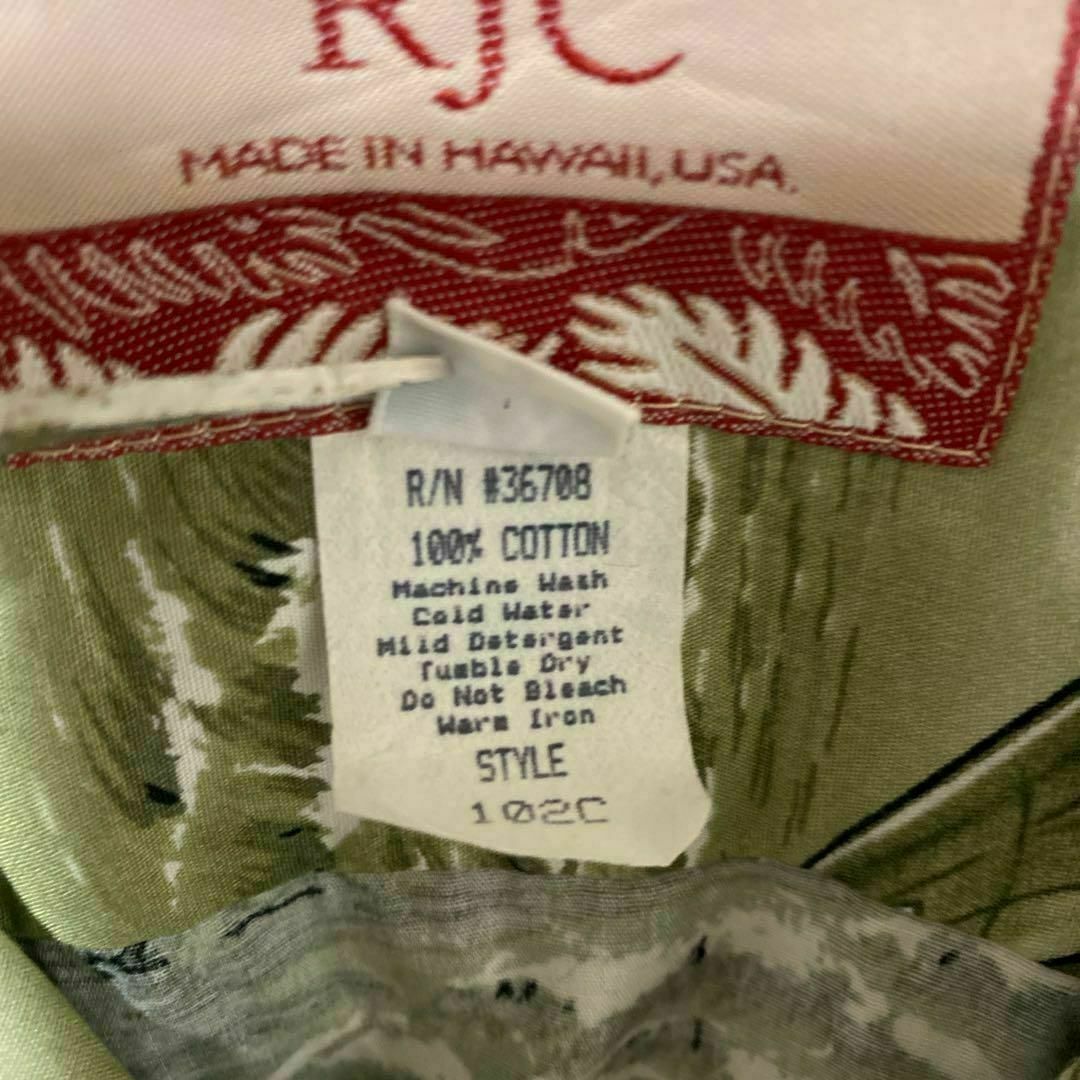 RJC
MADE IN HAWAII, USA.
R/N #36708
100% COTTON
Machine Wash
Cold Water
Mild Detergent
Tumble Dry
Do Not Bleach
Warm Iron
STYLE
102C